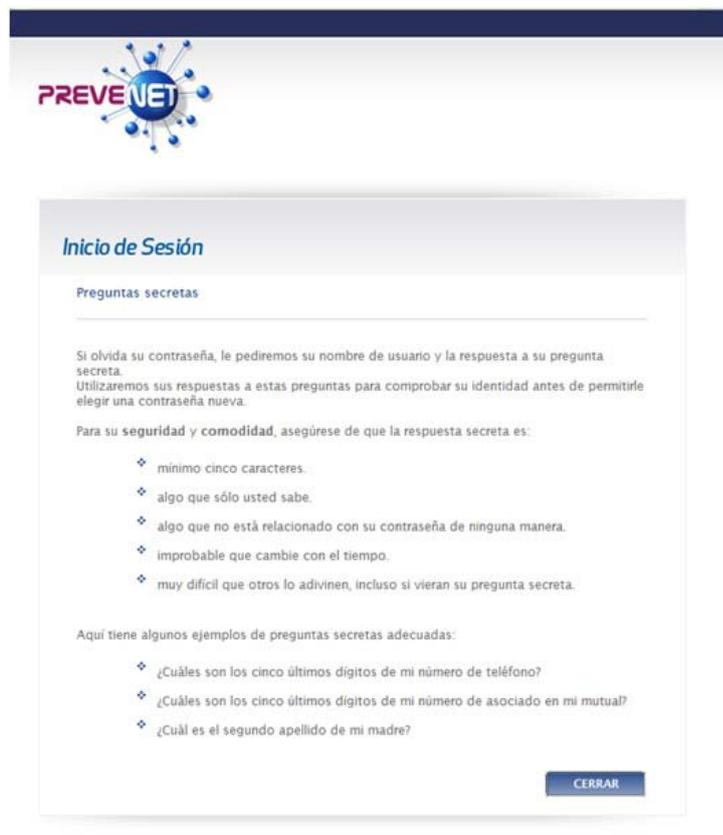 PREVENET
Inicio de Sesión
Preguntas secretas
Si olvida su contraseña, le pediremos su nombre de usuario y la respuesta a su pregunta
secreta.
Utilizaremos sus respuestas a estas preguntas para comprobar su identidad antes de permitirle
elegir una contraseña nueva.
Para su seguridad y comodidad, asegúrese de que la respuesta secreta es:
mínimo cinco caracteres.
algo que sólo usted sabe.
algo que no está relacionado con su contraseña de ninguna manera.
improbable que cambie con el tiempo.
muy difícil que otros lo adivinen, incluso si vieran su pregunta secreta.
Aquí tiene algunos ejemplos de preguntas secretas adecuadas:
¿Cuáles son los cinco últimos dígitos de mi número de teléfono?
¿Cuáles son los cinco últimos dígitos de mi número de asociado en mi mutual?
¿Cuál es el segundo apellido de mi madre?
CERRAR